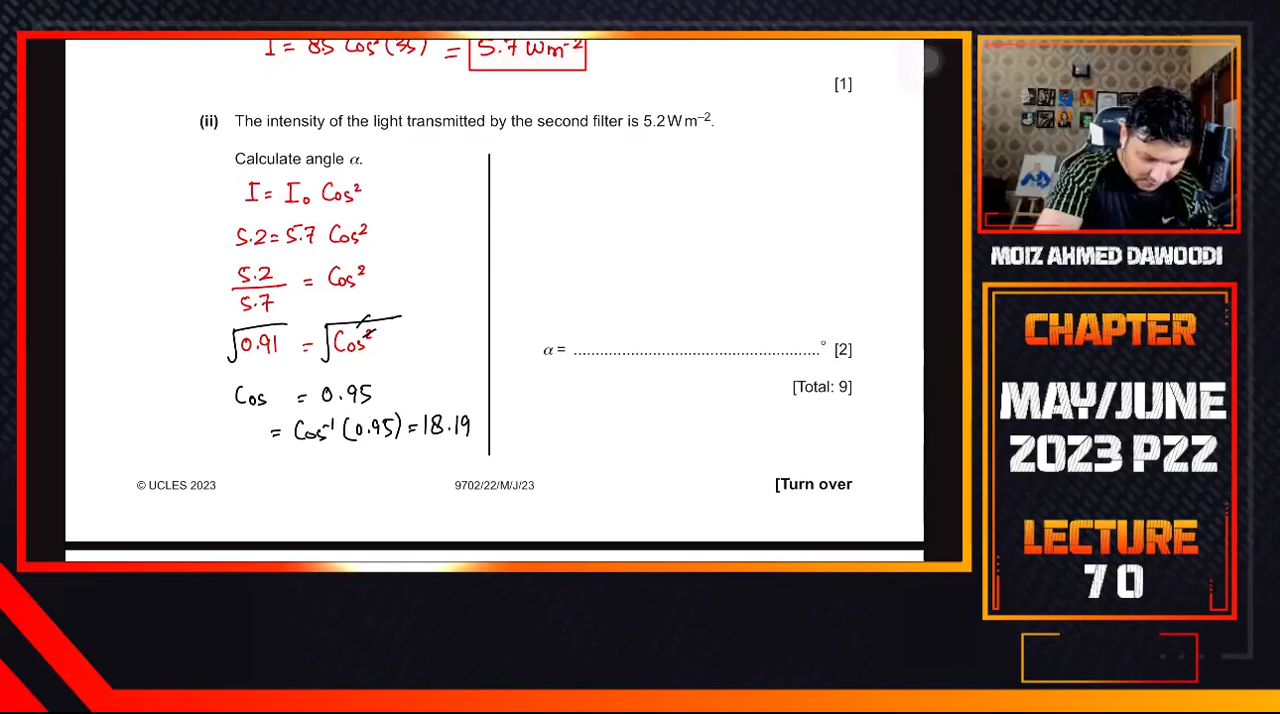 I = 8.5 Cos² (35) = 5.7 Wm⁻²
[1]
(ii) The intensity of the light transmitted by the second filter is 5.2 W m⁻².
Calculate angle α.
I = I₀ Cos²
5.2 = 5.7 Cos²
5.2/5.7 = Cos²
√0.91 = √Cos²
Cos = 0.95
= Cos⁻¹ (0.95) = 18.19
α = ........................................................° [2]
[Total: 9]
© UCLES 2023 9702/22/M/J/23 [Turn over
MOIZ AHMED DAWOODI
CHAPTER
MAY/JUNE
2023 P22
LECTURE
70